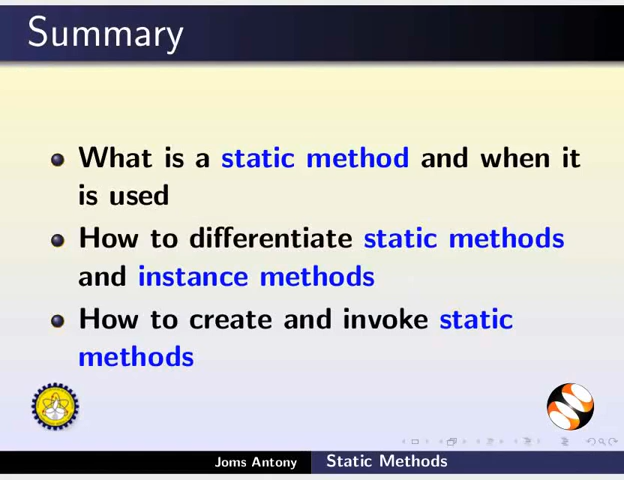 Summary
What is a static method and when it
is used
How to differentiate static methods
and instance methods
How to create and invoke static
methods
Joms Antony Static Methods